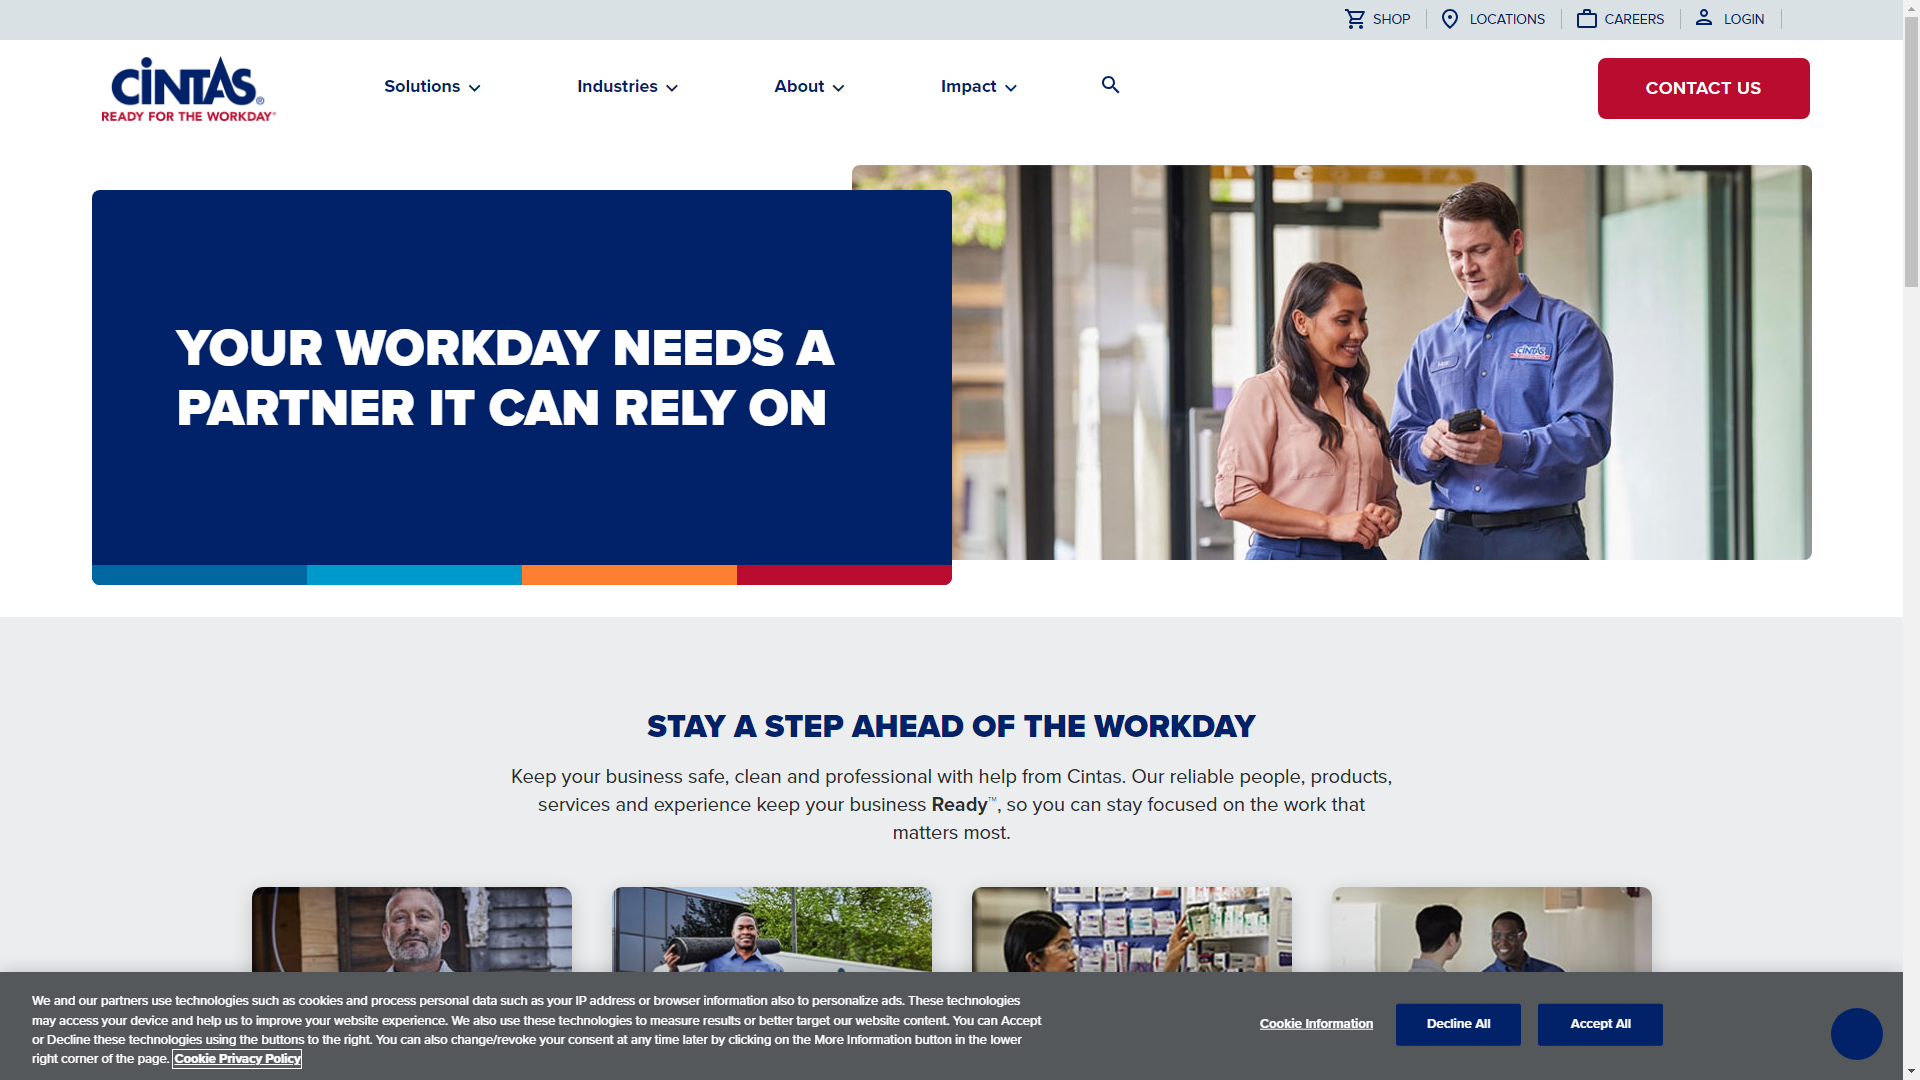 SHOP
LOCATIONS
CAREERS
LOGIN
CiNTAS®
READY FOR THE WORKDAY®
Solutions
Industries
About
Impact
CONTACT US
YOUR WORKDAY NEEDS A
PARTNER IT CAN RELY ON
CiNTAS
STAY A STEP AHEAD OF THE WORKDAY
Keep your business safe, clean and professional with help from Cintas. Our reliable people, products,
services and experience keep your business Ready™, so you can stay focused on the work that
matters most.
We and our partners use technologies such as cookies and process personal data such as your IP address or browser information also to personalize ads. These technologies
may access your device and help us to improve your website experience. We also use these technologies to measure results or better target our website content. You can Accept
or Decline these technologies using the buttons to the right. You can also change/revoke your consent at any time later by clicking on the More Information button in the lower
right corner of the page. Cookie Privacy Policy
Cookie Information
Decline All
Accept All